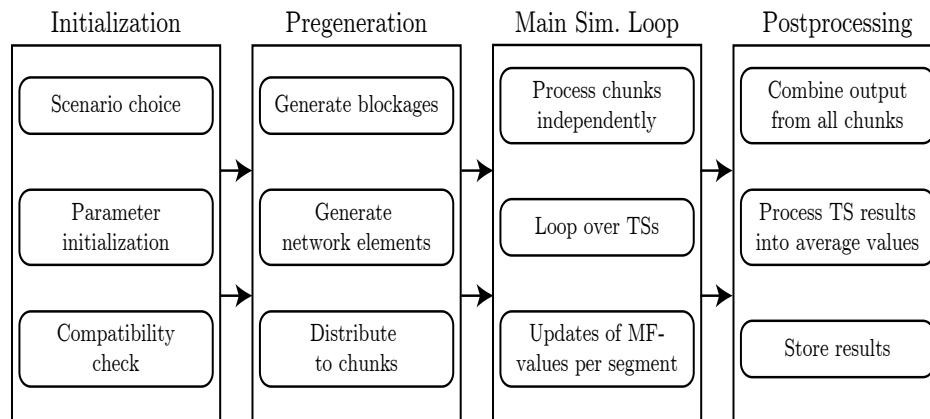 Initialization
Scenario choice
Parameter
initialization
Compatibility
check
Pregeneration
Generate blockages
Generate
network elements
Distribute
to chunks
Main Sim. Loop
Process chunks
independently
Loop over TSs
Updates of MF-
values per segment
Postprocessing
Combine output
from all chunks
Process TS results
into average values
Store results